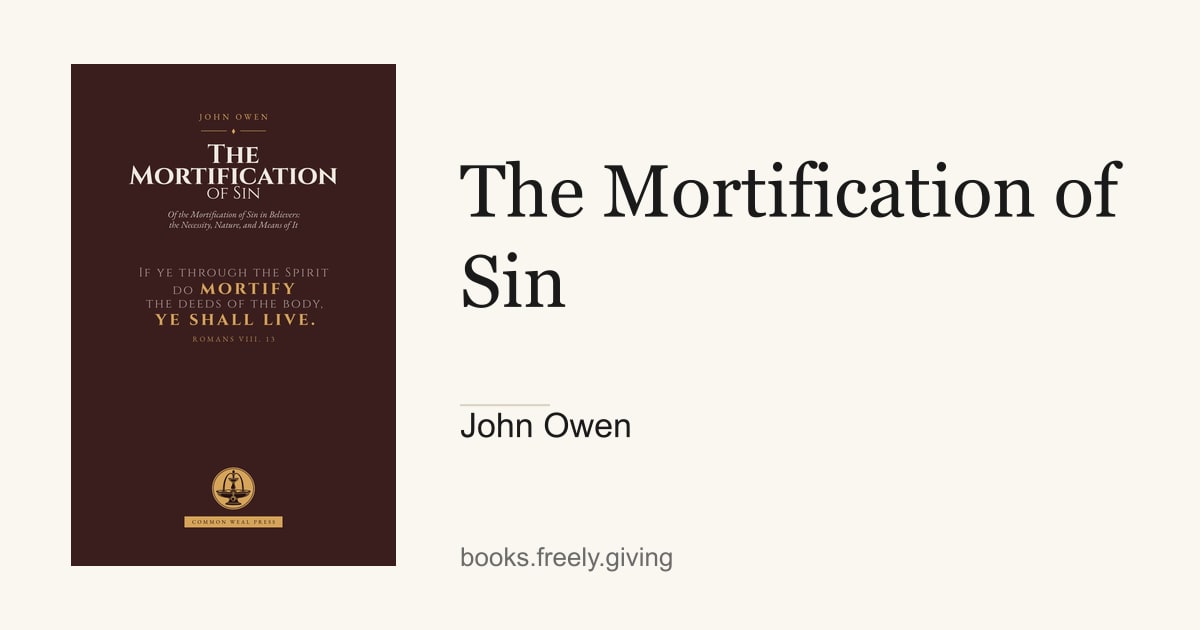 JOHN OWEN
THE
MORTIFICATION
OF SIN
Of the Mortification of Sin in Believers:
the Necessity, Nature, and Means of It
IF YE THROUGH THE SPIRIT
DO MORTIFY
THE DEEDS OF THE BODY,
YE SHALL LIVE.
ROMANS VIII. 13
COMMON WEAL PRESS
The Mortification of
Sin
John Owen
books.freely.giving